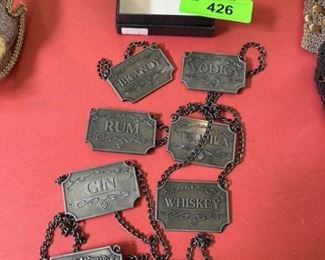 426
BRANDY
VODKA
RUM
TEQUILA
GIN
WHISKEY